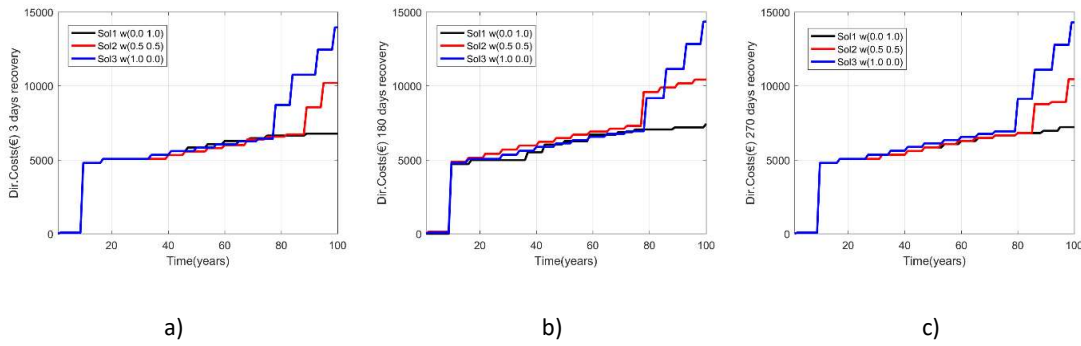 Dir.Costs(€) 3 days recovery
15000
10000
5000
0
Sol1 w(0.0 1.0)
Sol2 w(0.5 0.5)
Sol3 w(1.0 0.0)
20 40 60 80 100
Time(years)
a)
Dir.Costs(€) 180 days recovery
15000
10000
5000
0
Sol1 w(0.0 1.0)
Sol2 w(0.5 0.5)
Sol3 w(1.0 0.0)
20 40 60 80 100
Time(years)
b)
Dir.Costs(€) 270 days recovery
15000
10000
5000
0
Sol1 w(0.0 1.0)
Sol2 w(0.5 0.5)
Sol3 w(1.0 0.0)
20 40 60 80 100
Time(years)
c)